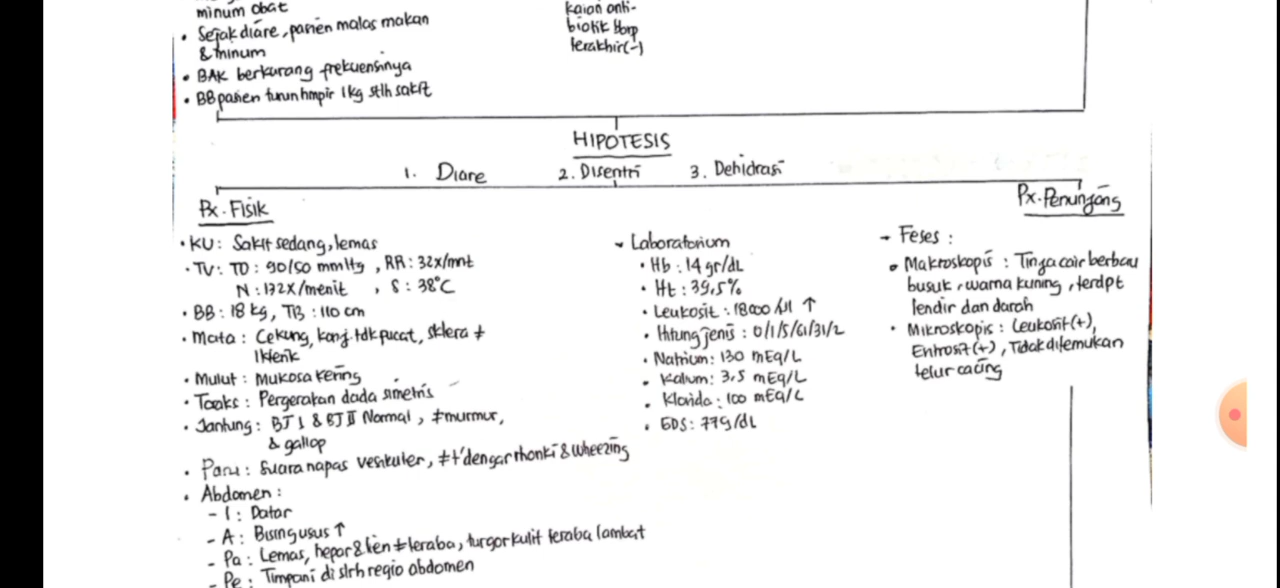 minum obat
• Sejak diare, pasien malas makan
& minum
• BAK berkurang frekuensinya
• BB pasien turun hmpir 1 kg stlh sakit
kaian anti-
biotik
terakhir(-)
HIPOTESIS
1. Diare 2. Disentri 3. Dehidrasi
Px. Fisik
• KU: Sakit sedang, lemas
• TV: TD: 90/50 mmHg, RR: 32x/mnt
N: 132x/menit, S: 38°C
• BB: 18 kg, TB: 110 cm
• Mata: Cekung, konj. tdk pucat, sklera ≠
Ikterik
• Mulut: Mukosa kering
• Toraks: Pergerakan dada simetris
• Jantung: BJ I & BJ II Normal, ≠ murmur,
& gallop
• Paru: Suara napas vesikuler, ≠ t'dengar rhonki & wheezing
• Abdomen:
- I: Datar
- A: Bising usus ↑
- Pa: Lemas, hepar & lien ≠ teraba, turgor kulit teraba lambat
- Pe: Timpani di slrh regio abdomen
Px. Penunjang
~ Laboratorium
• Hb: 14 gr/dL
• Ht: 39,5%
• Leukosit: 18000 /µl ↑
• Hitung jenis: 0/1/5/61/31/2
• Natrium: 130 mEq/L
• Kalium: 3,5 mEq/L
• Klorida: 100 mEq/L
• GDS: 77g/dL
- Feses:
• Makroskopis: Tinja cair berbau
busuk, warna kuning, terdpt
lendir dan darah
• Mikroskopis: Leukosit (+),
Eritrosit (+), Tidak ditemukan
telur cacing